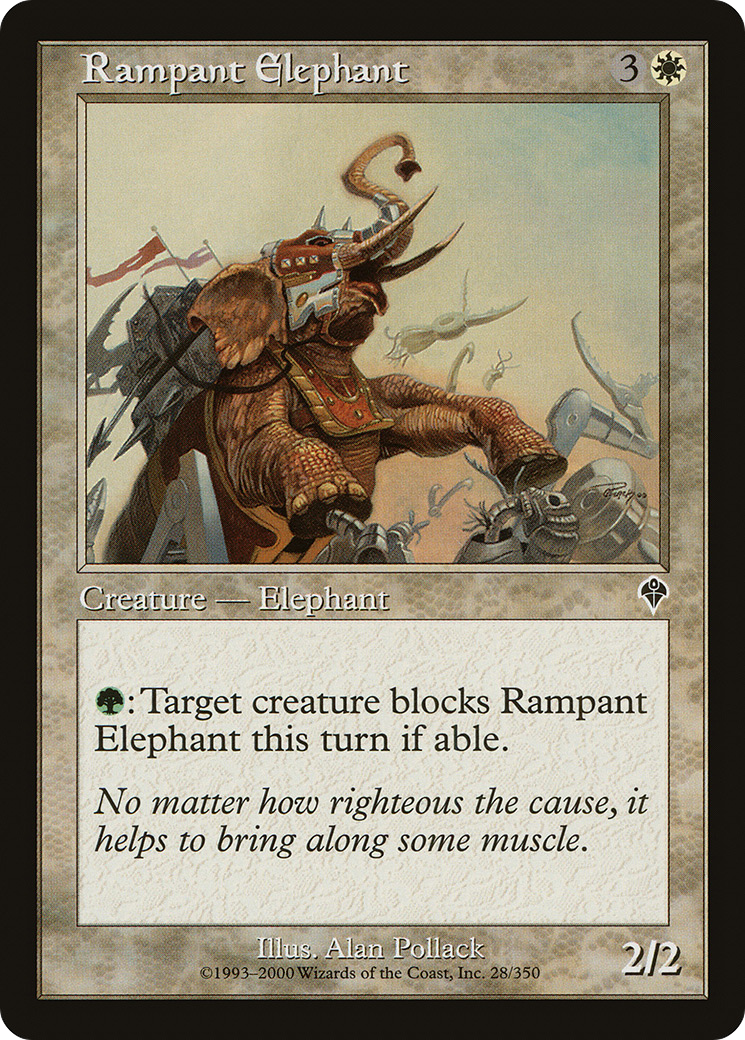 Rampant Elephant 3
Creature — Elephant
: Target creature blocks Rampant
Elephant this turn if able.
No matter how righteous the cause, it
helps to bring along some muscle.
Illus. Alan Pollack
©1993–2000 Wizards of the Coast, Inc. 28/350
2/2